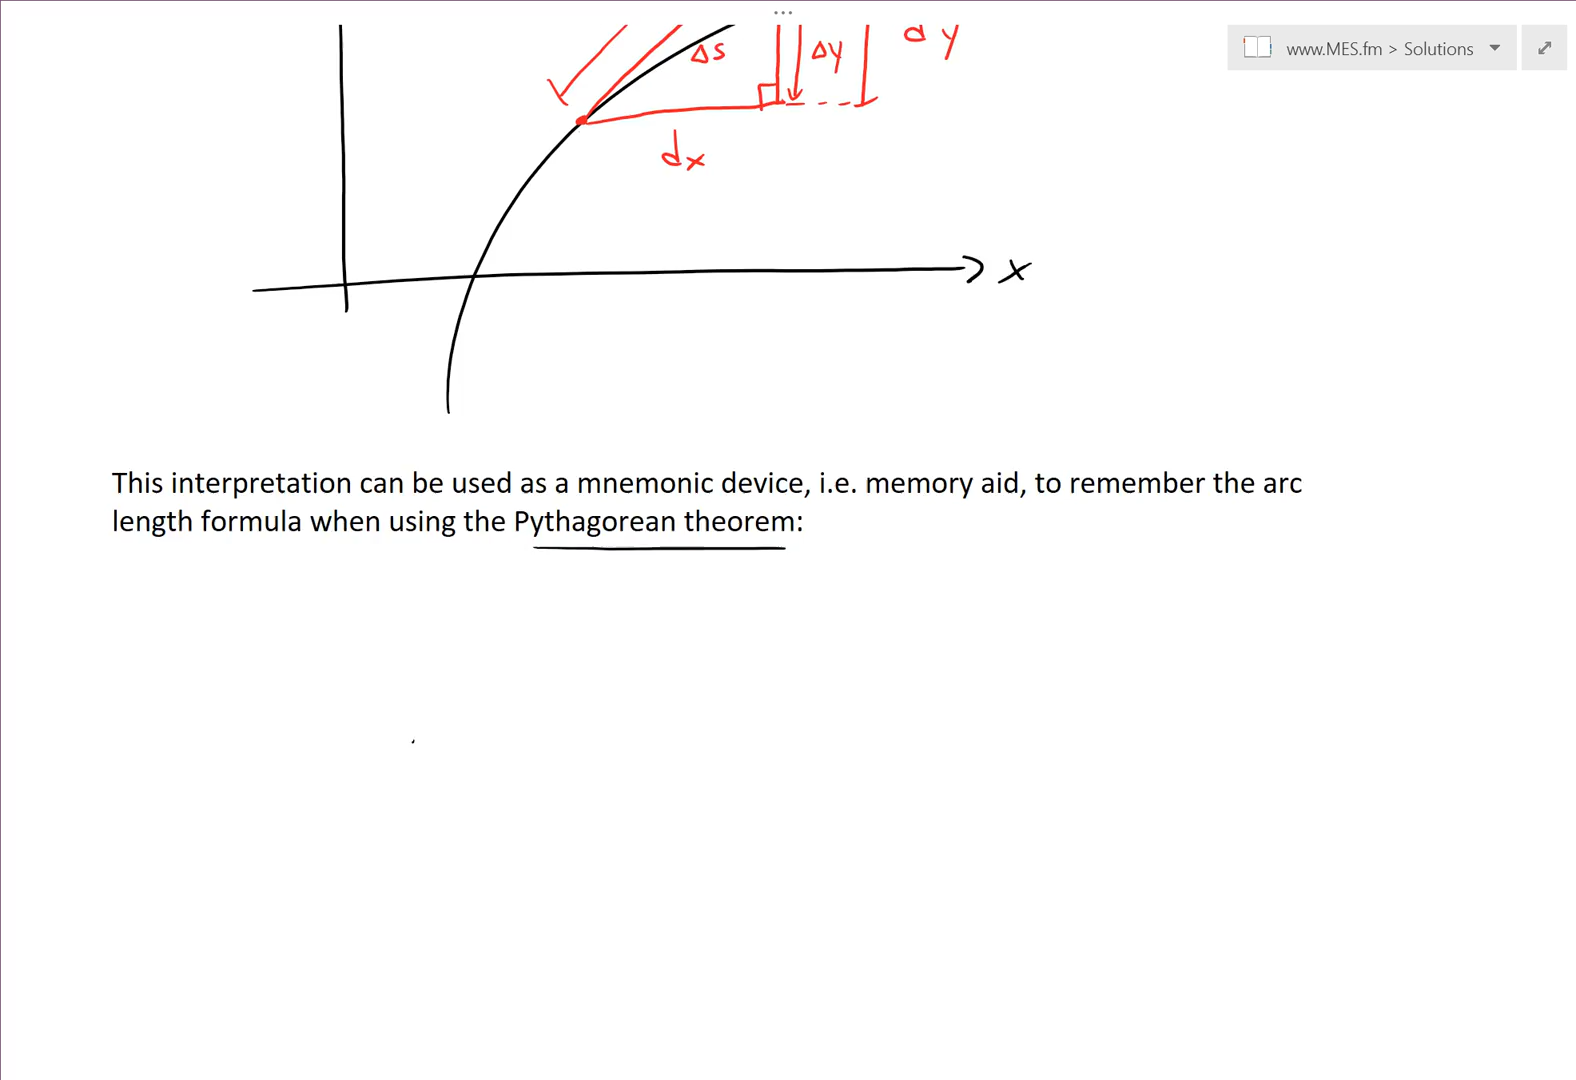 Δs
Δy
dy
www.MES.fm > Solutions
dx
x
This interpretation can be used as a mnemonic device, i.e. memory aid, to remember the arc
length formula when using the Pythagorean theorem: